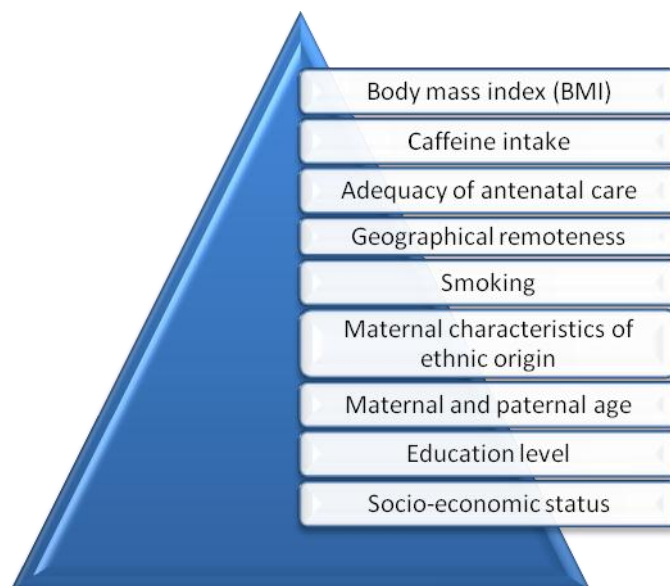 Body mass index (BMI)
Caffeine intake
Adequacy of antenatal care
Geographical remoteness
Smoking
Maternal characteristics of
ethnic origin
Maternal and paternal age
Education level
Socio-economic status